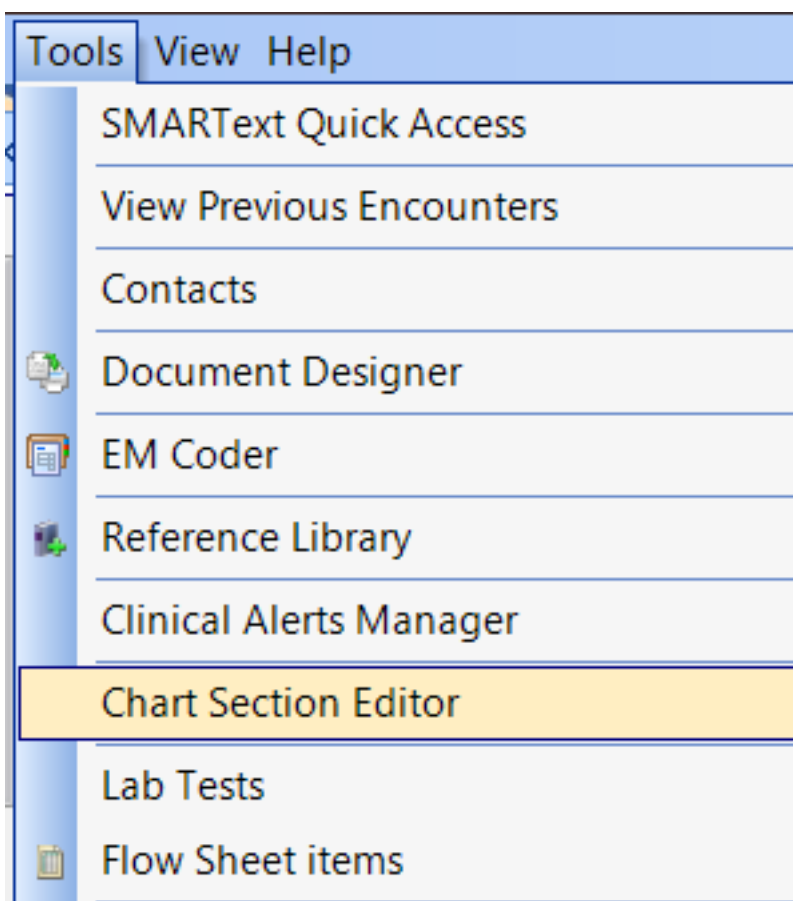 Tools View Help
SMARText Quick Access
View Previous Encounters
Contacts
Document Designer
EM Coder
Reference Library
Clinical Alerts Manager
Chart Section Editor
Lab Tests
Flow Sheet items